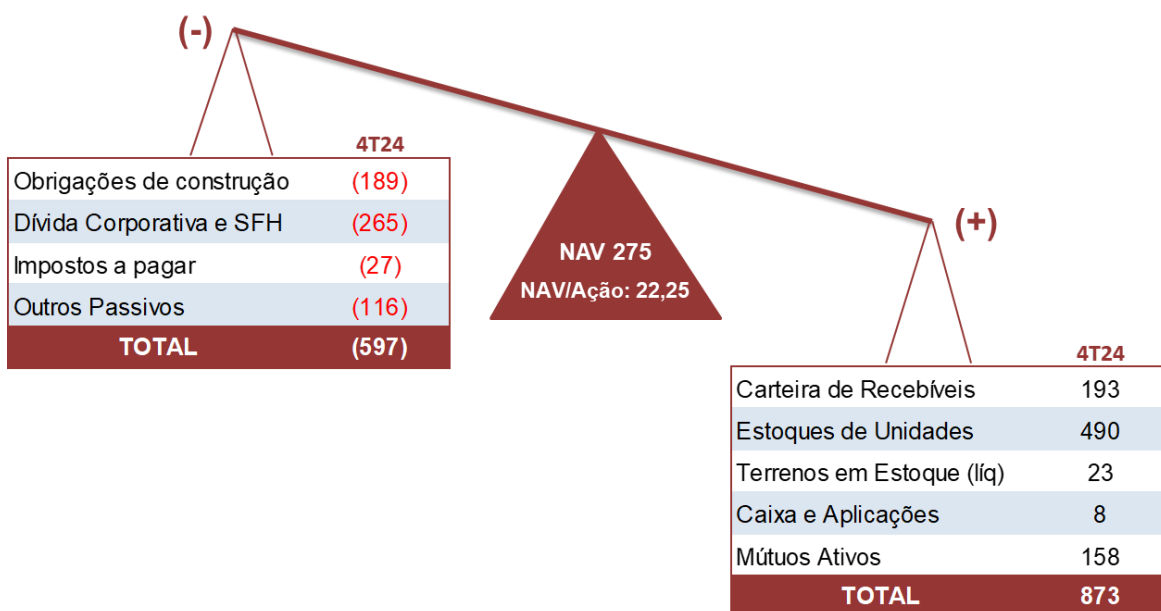 (-)
4T24
Obrigações de construção (189)
Dívida Corporativa e SFH (265)
Impostos a pagar (27)
Outros Passivos (116)
TOTAL (597)
NAV 275
NAV/Ação: 22,25
(+)
4T24
Carteira de Recebíveis 193
Estoques de Unidades 490
Terrenos em Estoque (líq) 23
Caixa e Aplicações 8
Mútuos Ativos 158
TOTAL 873